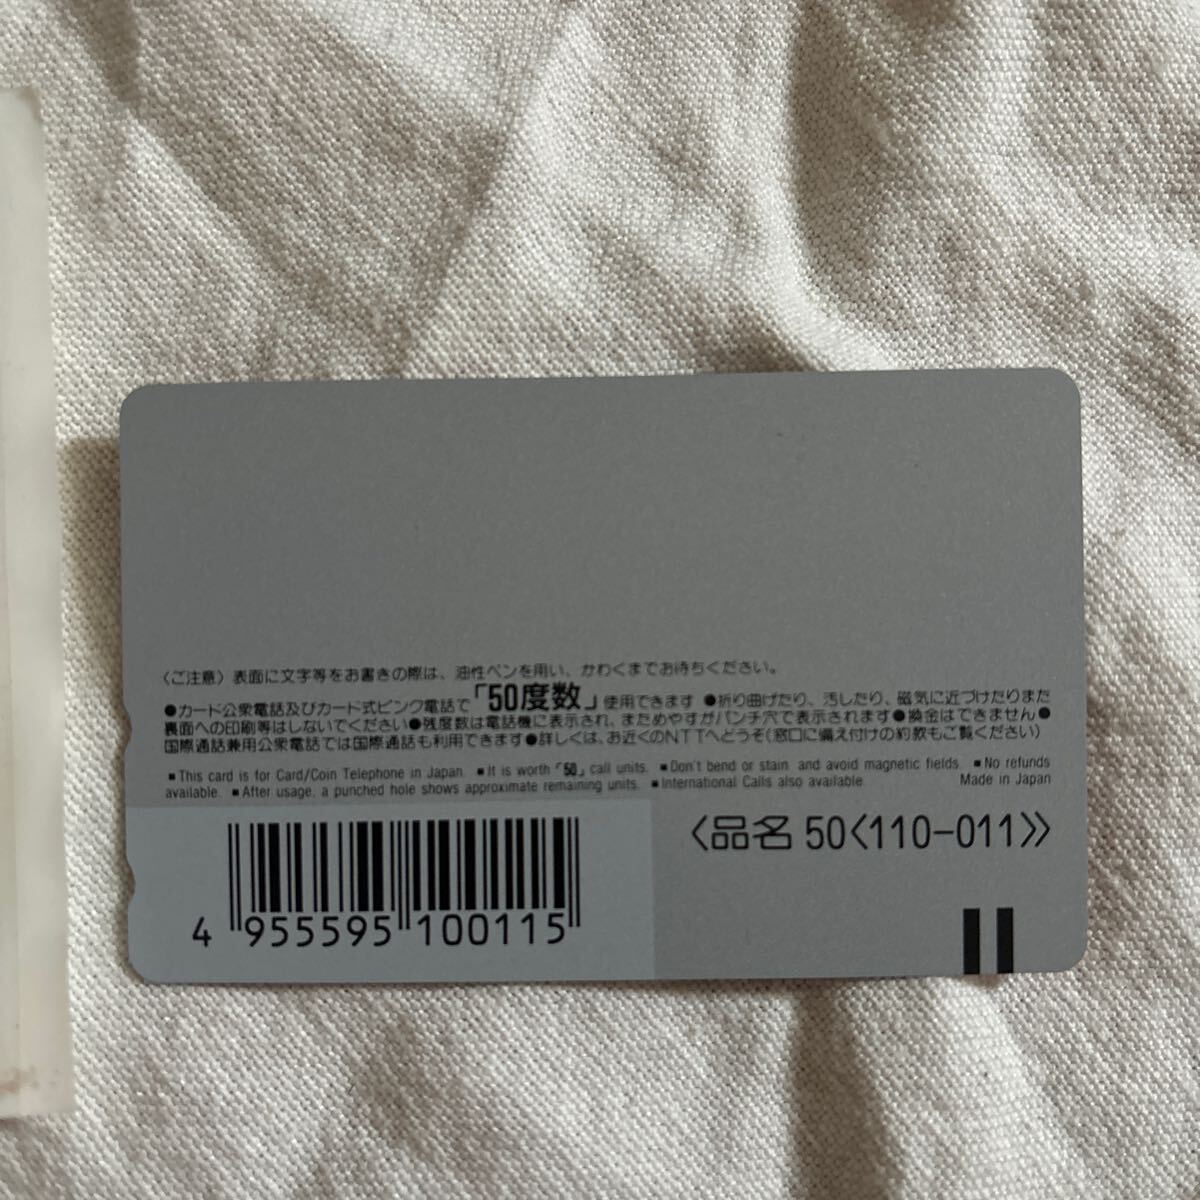 〈ご注意〉表面に文字等をお書きの際は、油性ペンを用い、かわくまでお待ちください。
●カード公衆電話及びカード式ピンク電話で「50度数」使用できます ●折り曲げたり、汚したり、磁気に近づけたりまた
裏面への印刷等はしないでください●残度数は電話機に表示され、まためやすがパンチ穴で表示されます●換金はできません●
国際通話兼用公衆電話では国際通話も利用できます●詳しくは、お近くのNTTへどうぞ(窓口に備え付けの約款もご覧ください)
■This card is for Card/Coin Telephone in Japan. ■It is worth「50」call units. ■Don't bend or stain and avoid magnetic fields. ■No refunds
available. ■After usage, a punched hole shows approximate remaining units. ■International Calls also available. Made in Japan
〈品名 50〈110-011〉〉
4 955595 100115